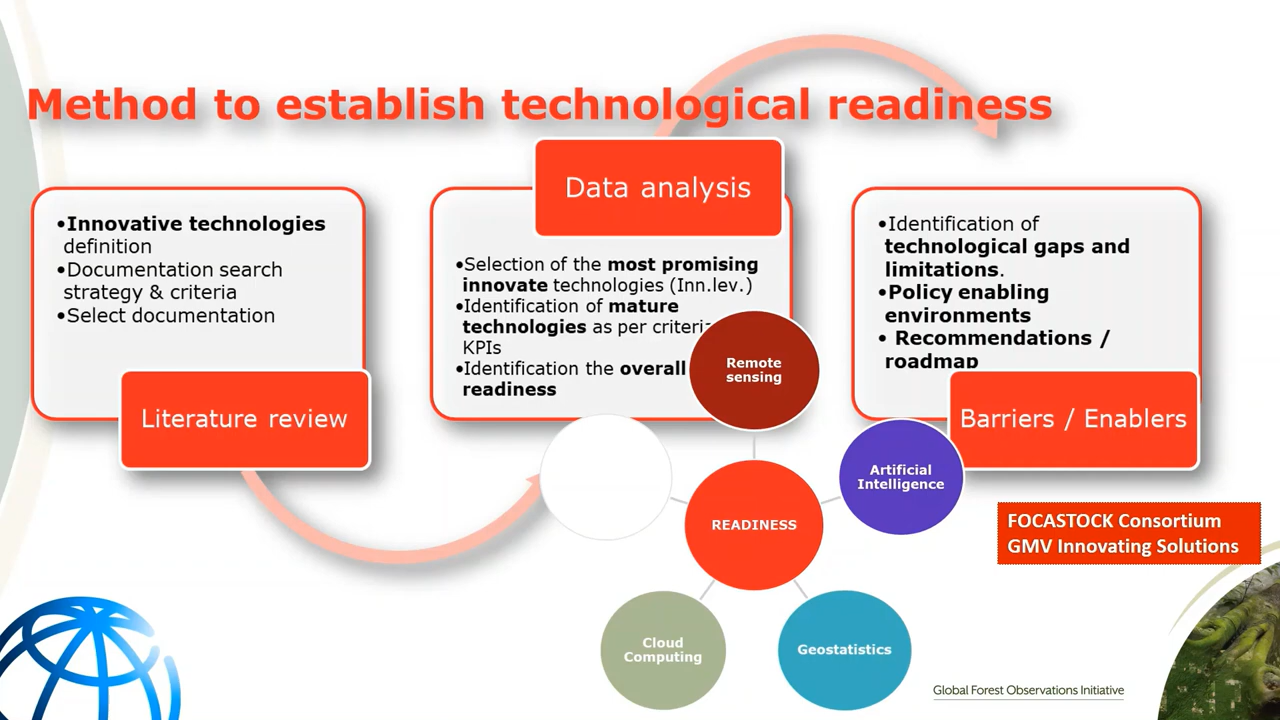 Method to establish technological readiness
•Innovative technologies
definition
•Documentation search
strategy & criteria
•Select documentation
Literature review
Data analysis
•Selection of the most promising
innovate technologies (Inn.lev.)
•Identification of mature
technologies as per criteria
KPIs
•Identification the overall
readiness
•Identification of
technological gaps and
limitations.
•Policy enabling
environments
• Recommendations /
roadmap
Barriers / Enablers
Remote
sensing
Artificial
Intelligence
READINESS
Cloud
Computing
Geostatistics
FOCASTOCK Consortium
GMV Innovating Solutions
Global Forest Observations Initiative